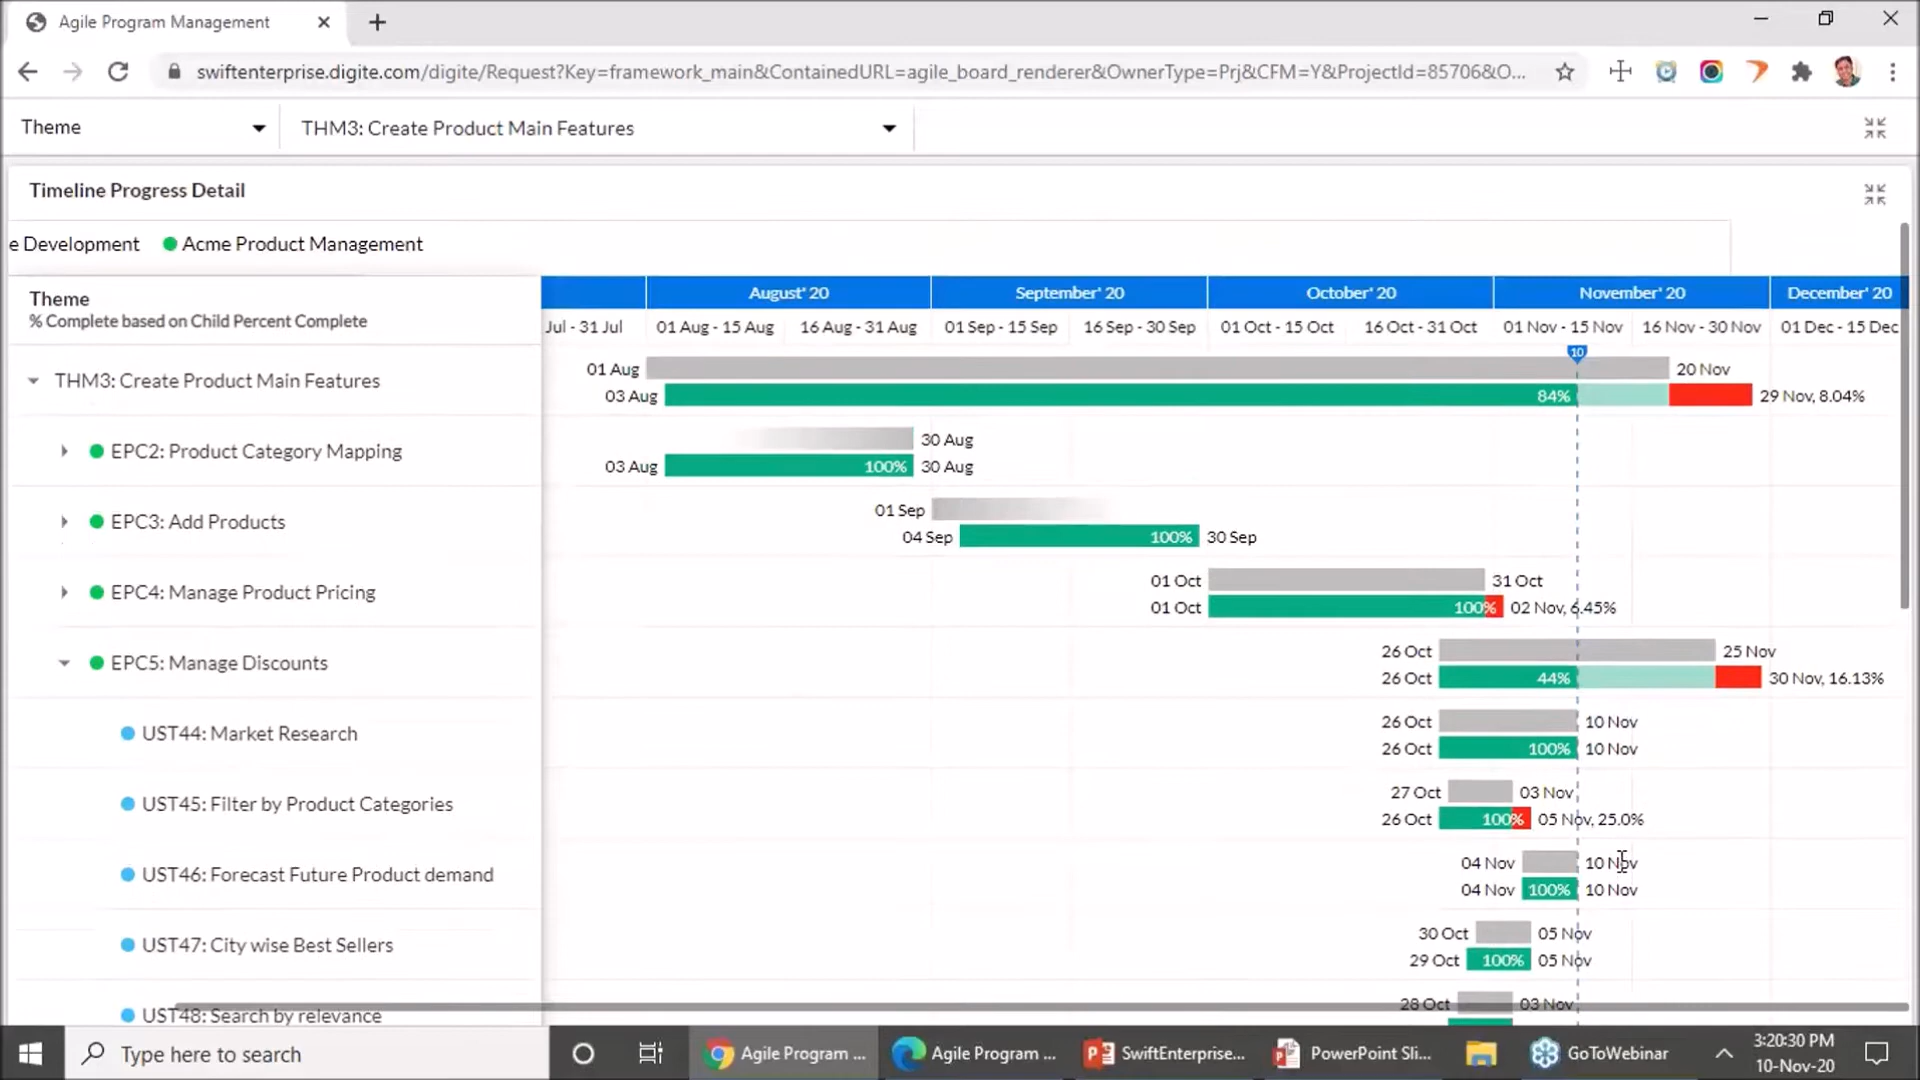 Agile Program Management
swiftenterprise.digite.com/digite/Request?Key=framework_main&ContainedURL=agile_board_renderer&OwnerType=Prj&CFM=Y&ProjectId=85706&O...
Theme THM3: Create Product Main Features
Timeline Progress Detail
e Development Acme Product Management
Theme
% Complete based on Child Percent Complete
August' 20 September' 20 October' 20 November' 20 December' 20
Jul - 31 Jul 01 Aug - 15 Aug 16 Aug - 31 Aug 01 Sep - 15 Sep 16 Sep - 30 Sep 01 Oct - 15 Oct 16 Oct - 31 Oct 01 Nov - 15 Nov 16 Nov - 30 Nov 01 Dec - 15 Dec
10
THM3: Create Product Main Features
01 Aug 20 Nov
03 Aug 84% 29 Nov, 8.04%
EPC2: Product Category Mapping
30 Aug
03 Aug 100% 30 Aug
EPC3: Add Products
01 Sep
04 Sep 100% 30 Sep
EPC4: Manage Product Pricing
01 Oct 31 Oct
01 Oct 100% 02 Nov, 6.45%
EPC5: Manage Discounts
26 Oct 25 Nov
26 Oct 44% 30 Nov, 16.13%
UST44: Market Research
26 Oct 10 Nov
26 Oct 100% 10 Nov
UST45: Filter by Product Categories
27 Oct 03 Nov
26 Oct 100% 05 Nov, 25.0%
UST46: Forecast Future Product demand
04 Nov 10 Nov
04 Nov 100% 10 Nov
UST47: City wise Best Sellers
30 Oct 05 Nov
29 Oct 100% 05 Nov
UST48: Search by relevance
28 Oct 03 Nov
Type here to search
Agile Program ... Agile Program ... SwiftEnterprise... PowerPoint Sli... GoToWebinar
3:20:30 PM
10-Nov-20